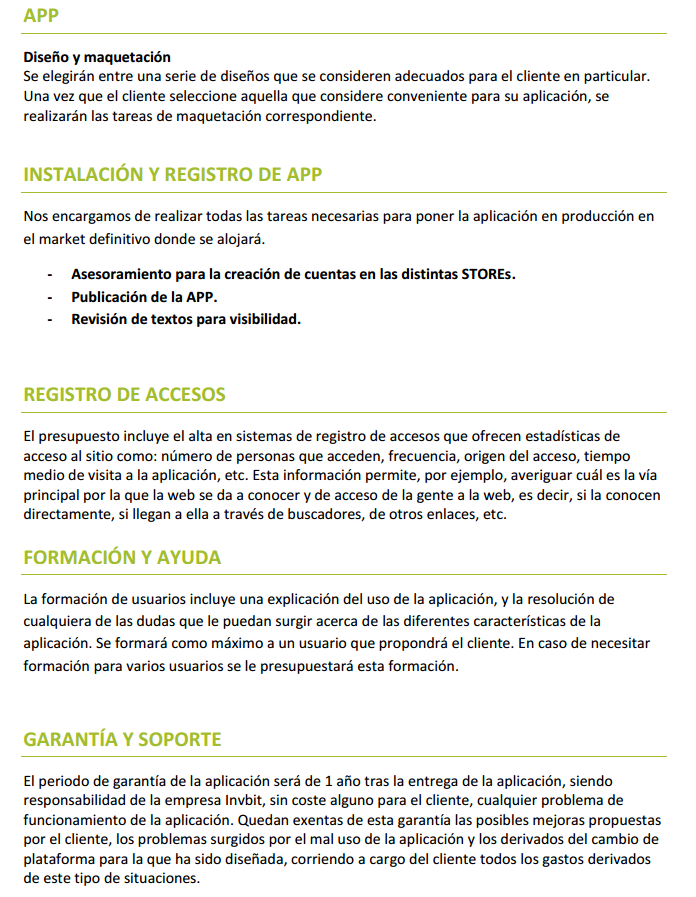 APP
Diseño y maquetación
Se elegirán entre una serie de diseños que se consideren adecuados para el cliente en particular.
Una vez que el cliente seleccione aquella que considere conveniente para su aplicación, se
realizarán las tareas de maquetación correspondiente.
INSTALACIÓN Y REGISTRO DE APP
Nos encargamos de realizar todas las tareas necesarias para poner la aplicación en producción en
el market definitivo donde se alojará.
- Asesoramiento para la creación de cuentas en las distintas STOREs.
- Publicación de la APP.
- Revisión de textos para visibilidad.
REGISTRO DE ACCESOS
El presupuesto incluye el alta en sistemas de registro de accesos que ofrecen estadísticas de
acceso al sitio como: número de personas que acceden, frecuencia, origen del acceso, tiempo
medio de visita a la aplicación, etc. Esta información permite, por ejemplo, averiguar cuál es la vía
principal por la que la web se da a conocer y de acceso de la gente a la web, es decir, si la conocen
directamente, si llegan a ella a través de buscadores, de otros enlaces, etc.
FORMACIÓN Y AYUDA
La formación de usuarios incluye una explicación del uso de la aplicación, y la resolución de
cualquiera de las dudas que le puedan surgir acerca de las diferentes características de la
aplicación. Se formará como máximo a un usuario que propondrá el cliente. En caso de necesitar
formación para varios usuarios se le presupuestará esta formación.
GARANTÍA Y SOPORTE
El periodo de garantía de la aplicación será de 1 año tras la entrega de la aplicación, siendo
responsabilidad de la empresa Invbit, sin coste alguno para el cliente, cualquier problema de
funcionamiento de la aplicación. Quedan exentas de esta garantía las posibles mejoras propuestas
por el cliente, los problemas surgidos por el mal uso de la aplicación y los derivados del cambio de
plataforma para la que ha sido diseñada, corriendo a cargo del cliente todos los gastos derivados
de este tipo de situaciones.